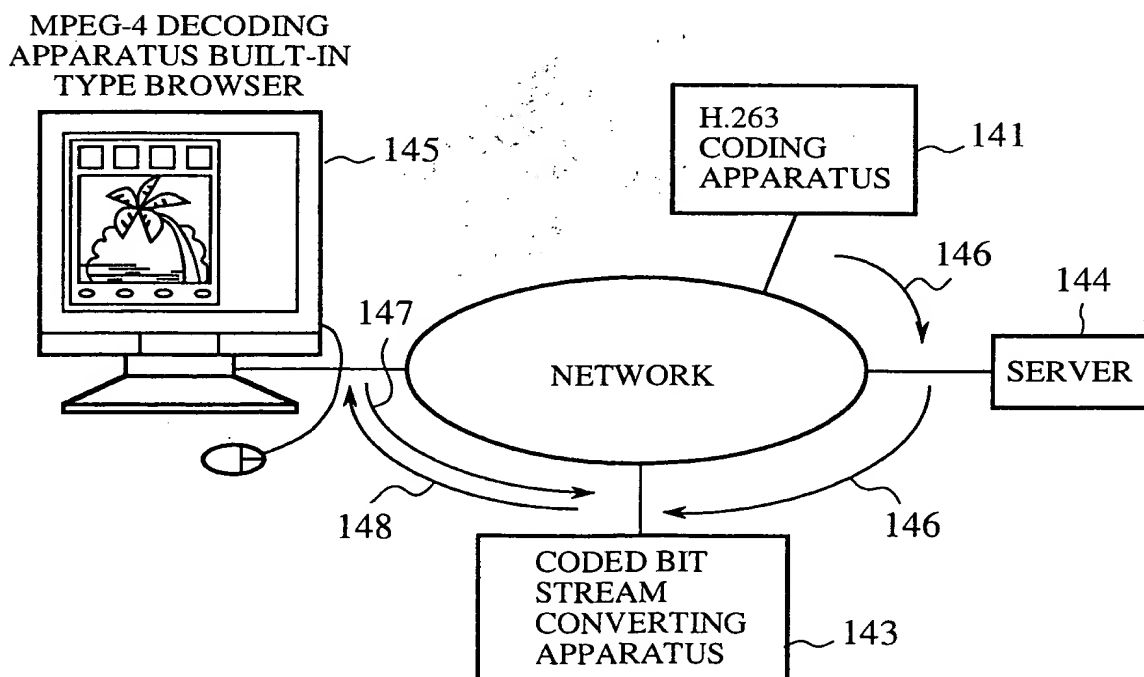 MPEG-4 DECODING
APPARATUS BUILT-IN
TYPE BROWSER
145
H.263
CODING
APPARATUS
141
146
144
147
NETWORK
SERVER
148
146
CODED BIT
STREAM
CONVERTING
APPARATUS
143